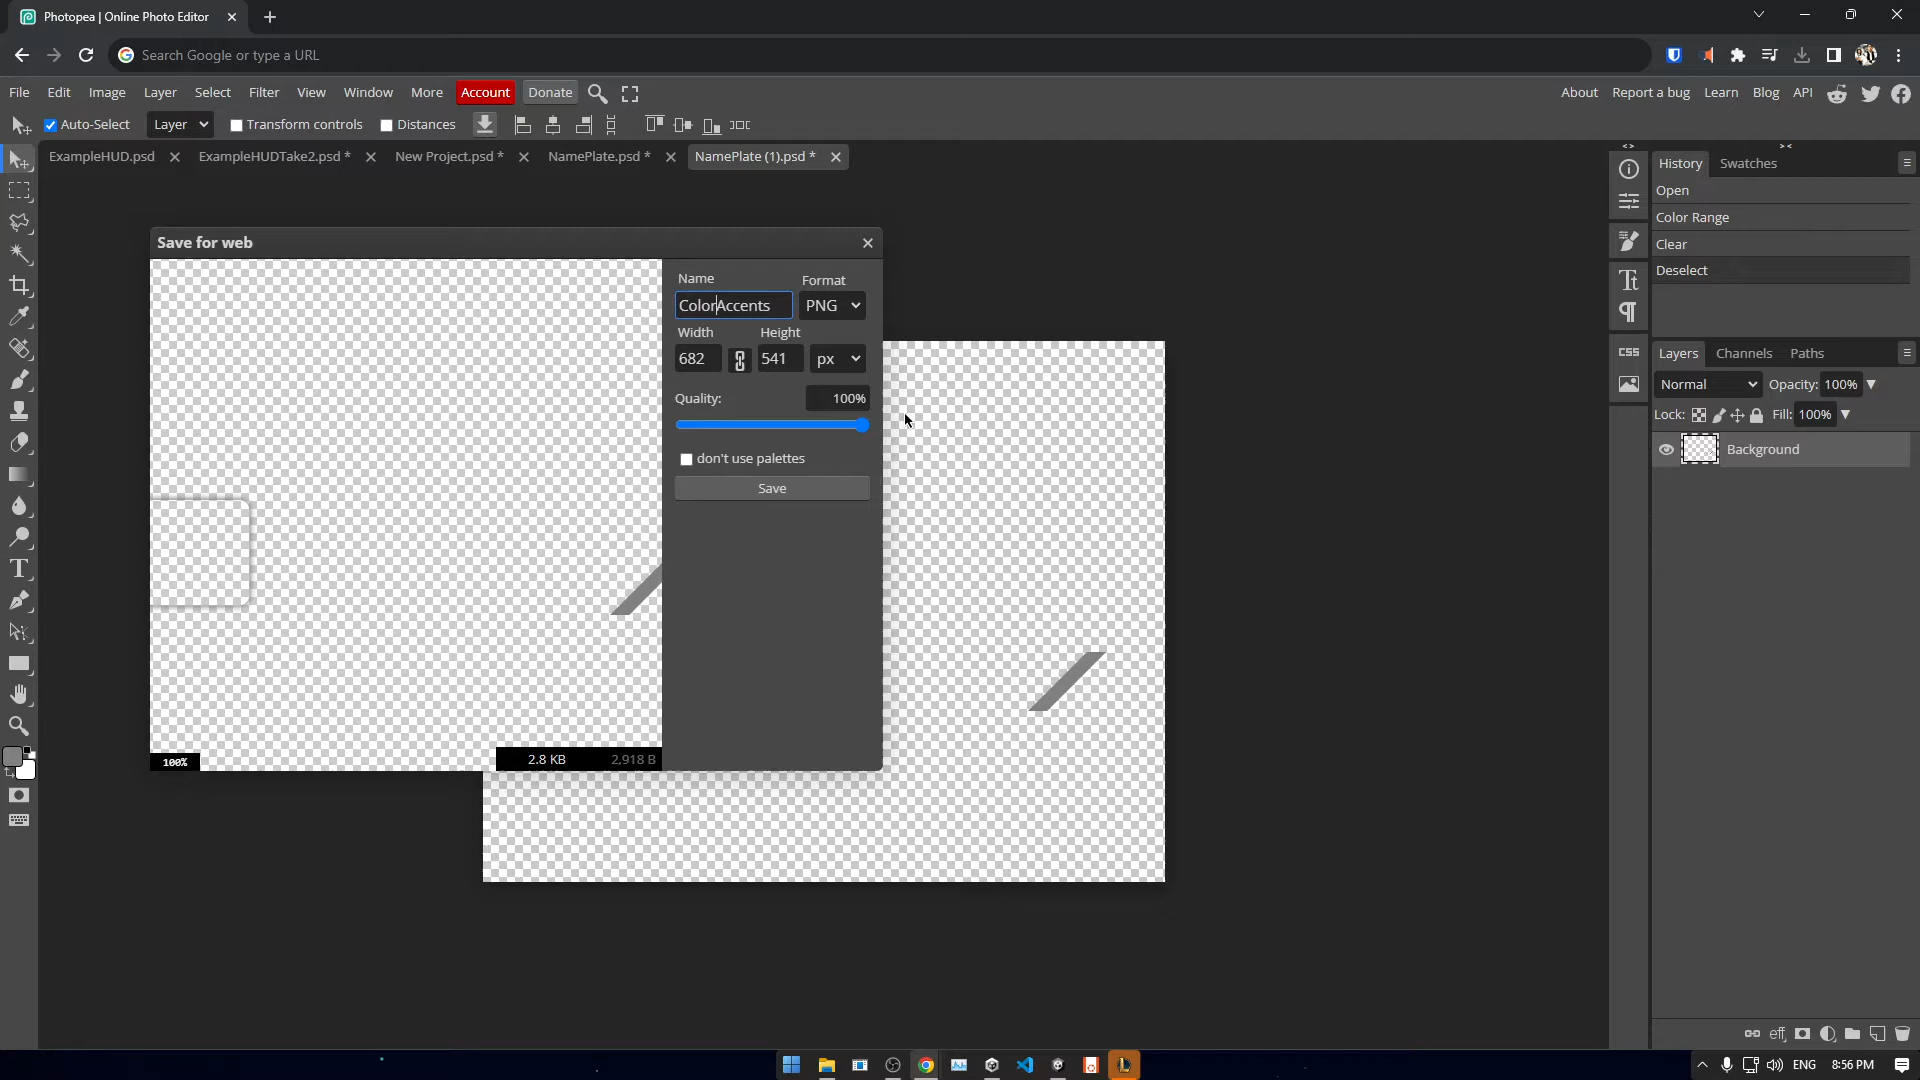 Photopea | Online Photo Editor
Search Google or type a URL
File Edit Image Layer Select Filter View Window More Account Donate About Report a bug Learn Blog API
Auto-Select Layer Transform controls Distances
ExampleHUD.psd ExampleHUDTake2.psd * New Project.psd * NamePlate.psd * NamePlate (1).psd *
History Swatches
Open
Color Range
Clear
Deselect
Save for web
Name Format
ColorAccents PNG
Width Height
682 541 px
Quality: 100%
don't use palettes
Save
100%
2.8 KB 2,918 B
CSS
Layers Channels Paths
Normal Opacity: 100%
Lock: Fill: 100%
Background
eff
ENG 8:56 PM